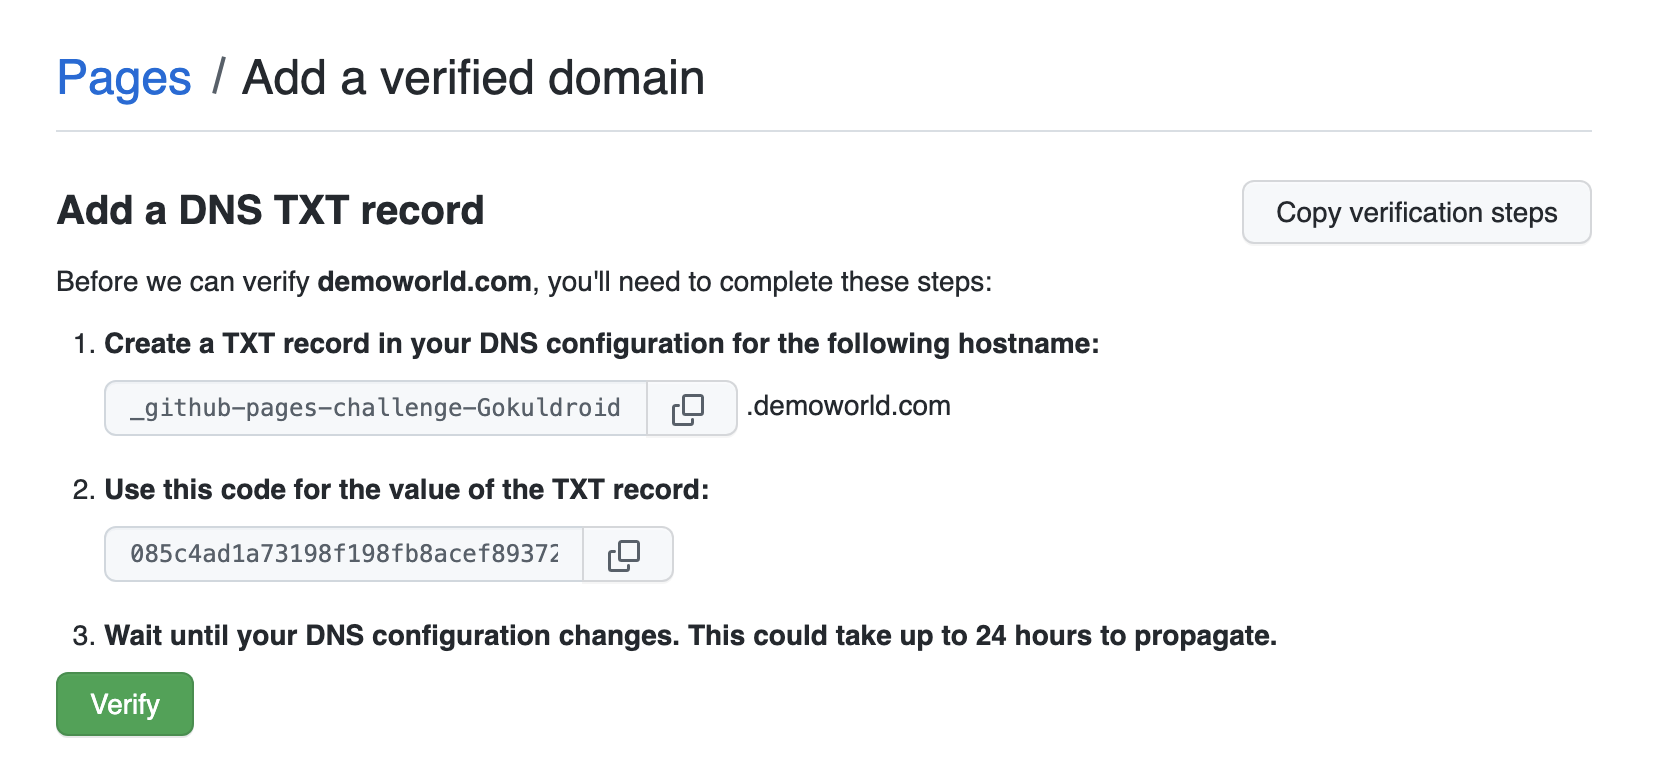 Pages / Add a verified domain
Add a DNS TXT record
Copy verification steps
Before we can verify demoworld.com, you'll need to complete these steps:
1. Create a TXT record in your DNS configuration for the following hostname:
_github-pages-challenge-Gokuldroid .demoworld.com
2. Use this code for the value of the TXT record:
085c4ad1a73198f198fb8acef89372
3. Wait until your DNS configuration changes. This could take up to 24 hours to propagate.
Verify